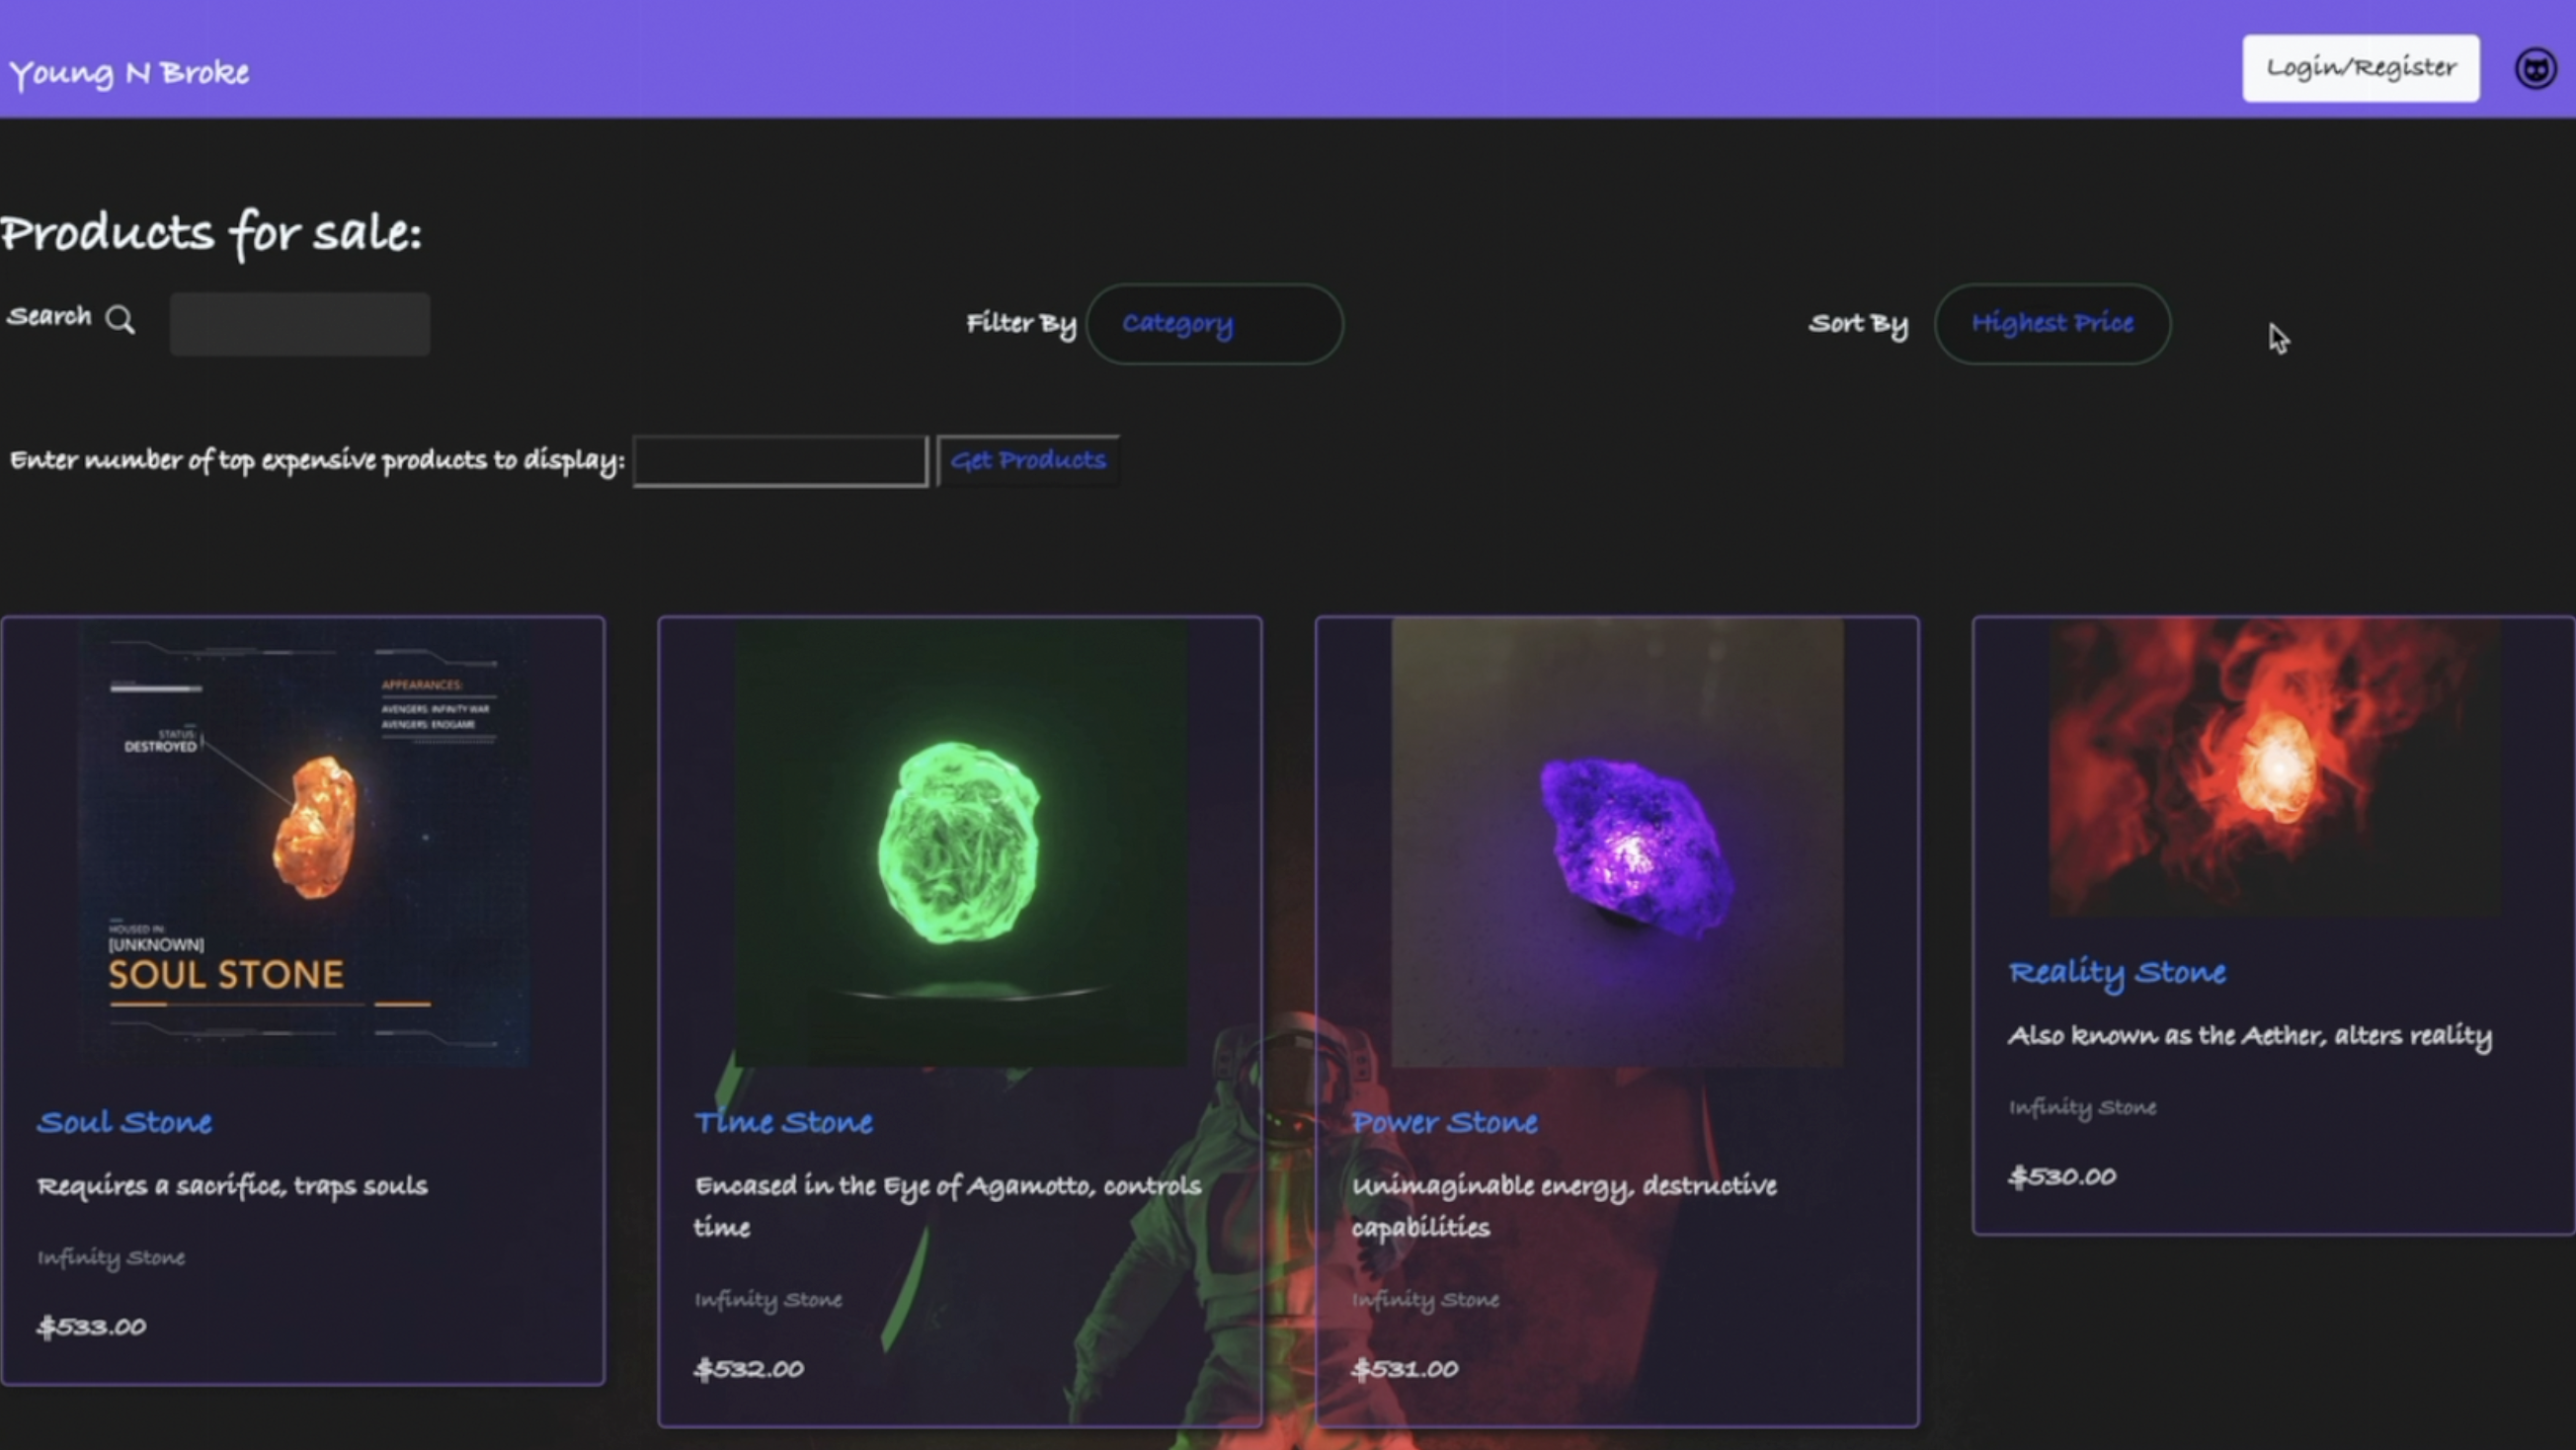 Young N Broke
Login/Register
Products for sale:
Search
Filter By
Category
Sort By
Highest Price
Enter number of top expensive products to display:
Get Products
APPEARANCES:
AVENGERS: INFINITY WAR
AVENGERS: ENDGAME
STATUS:
DESTROYED
HOUSED IN:
[UNKNOWN]
SOUL STONE
Soul Stone
Requires a sacrifice, traps souls
Infinity Stone
$533.00
Time Stone
Encased in the Eye of Agamotto, controls
time
Infinity Stone
$532.00
Power Stone
Unimaginable energy, destructive
capabilities
Infinity Stone
$531.00
Reality Stone
Also known as the Aether, alters reality
Infinity Stone
$530.00